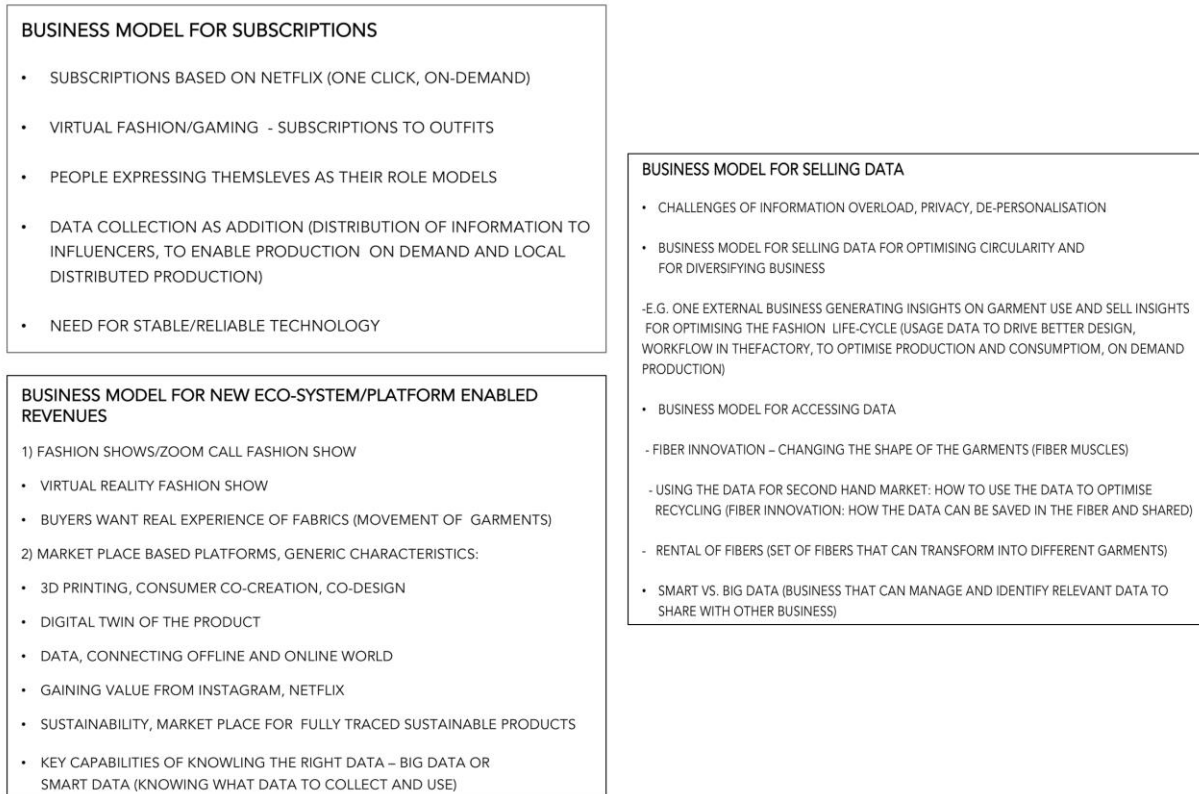 BUSINESS MODEL FOR SUBSCRIPTIONS
• SUBSCRIPTIONS BASED ON NETFLIX (ONE CLICK, ON-DEMAND)
• VIRTUAL FASHION/GAMING - SUBSCRIPTIONS TO OUTFITS
• PEOPLE EXPRESSING THEMSLEVES AS THEIR ROLE MODELS
• DATA COLLECTION AS ADDITION (DISTRIBUTION OF INFORMATION TO
INFLUENCERS, TO ENABLE PRODUCTION ON DEMAND AND LOCAL
DISTRIBUTED PRODUCTION)
• NEED FOR STABLE/RELIABLE TECHNOLOGY
BUSINESS MODEL FOR NEW ECO-SYSTEM/PLATFORM ENABLED
REVENUES
1) FASHION SHOWS/ZOOM CALL FASHION SHOW
• VIRTUAL REALITY FASHION SHOW
• BUYERS WANT REAL EXPERIENCE OF FABRICS (MOVEMENT OF GARMENTS)
2) MARKET PLACE BASED PLATFORMS, GENERIC CHARACTERISTICS:
• 3D PRINTING, CONSUMER CO-CREATION, CO-DESIGN
• DIGITAL TWIN OF THE PRODUCT
• DATA, CONNECTING OFFLINE AND ONLINE WORLD
• GAINING VALUE FROM INSTAGRAM, NETFLIX
• SUSTAINABILITY, MARKET PLACE FOR FULLY TRACED SUSTAINABLE PRODUCTS
• KEY CAPABILITIES OF KNOWLING THE RIGHT DATA – BIG DATA OR
SMART DATA (KNOWING WHAT DATA TO COLLECT AND USE)
BUSINESS MODEL FOR SELLING DATA
• CHALLENGES OF INFORMATION OVERLOAD, PRIVACY, DE-PERSONALISATION
• BUSINESS MODEL FOR SELLING DATA FOR OPTIMISING CIRCULARITY AND
FOR DIVERSIFYING BUSINESS
-E.G. ONE EXTERNAL BUSINESS GENERATING INSIGHTS ON GARMENT USE AND SELL INSIGHTS
FOR OPTIMISING THE FASHION LIFE-CYCLE (USAGE DATA TO DRIVE BETTER DESIGN,
WORKFLOW IN THEFACTORY, TO OPTIMISE PRODUCTION AND CONSUMPTIOM, ON DEMAND
PRODUCTION)
• BUSINESS MODEL FOR ACCESSING DATA
- FIBER INNOVATION – CHANGING THE SHAPE OF THE GARMENTS (FIBER MUSCLES)
- USING THE DATA FOR SECOND HAND MARKET: HOW TO USE THE DATA TO OPTIMISE
RECYCLING (FIBER INNOVATION: HOW THE DATA CAN BE SAVED IN THE FIBER AND SHARED)
- RENTAL OF FIBERS (SET OF FIBERS THAT CAN TRANSFORM INTO DIFFERENT GARMENTS)
• SMART VS. BIG DATA (BUSINESS THAT CAN MANAGE AND IDENTIFY RELEVANT DATA TO
SHARE WITH OTHER BUSINESS)